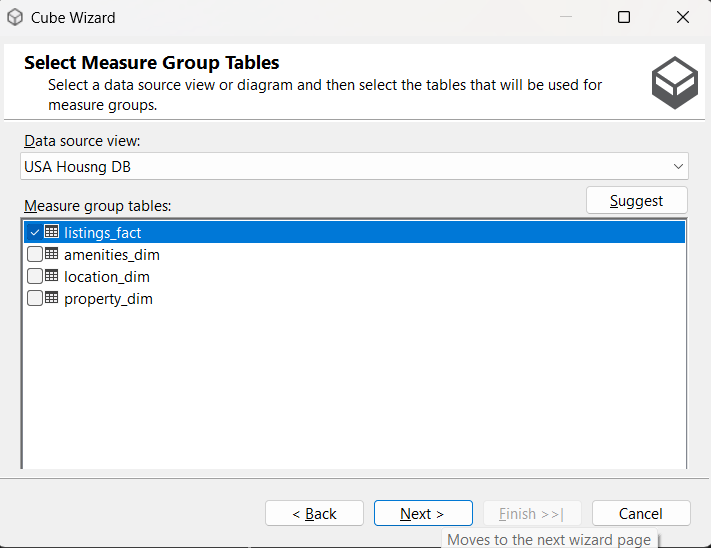 Cube Wizard
Select Measure Group Tables
Select a data source view or diagram and then select the tables that will be used for
measure groups.
Data source view:
USA Housng DB
Measure group tables:
Suggest
listings_fact
amenities_dim
location_dim
property_dim
< Back
Next >
Finish >>|
Cancel
Moves to the next wizard page